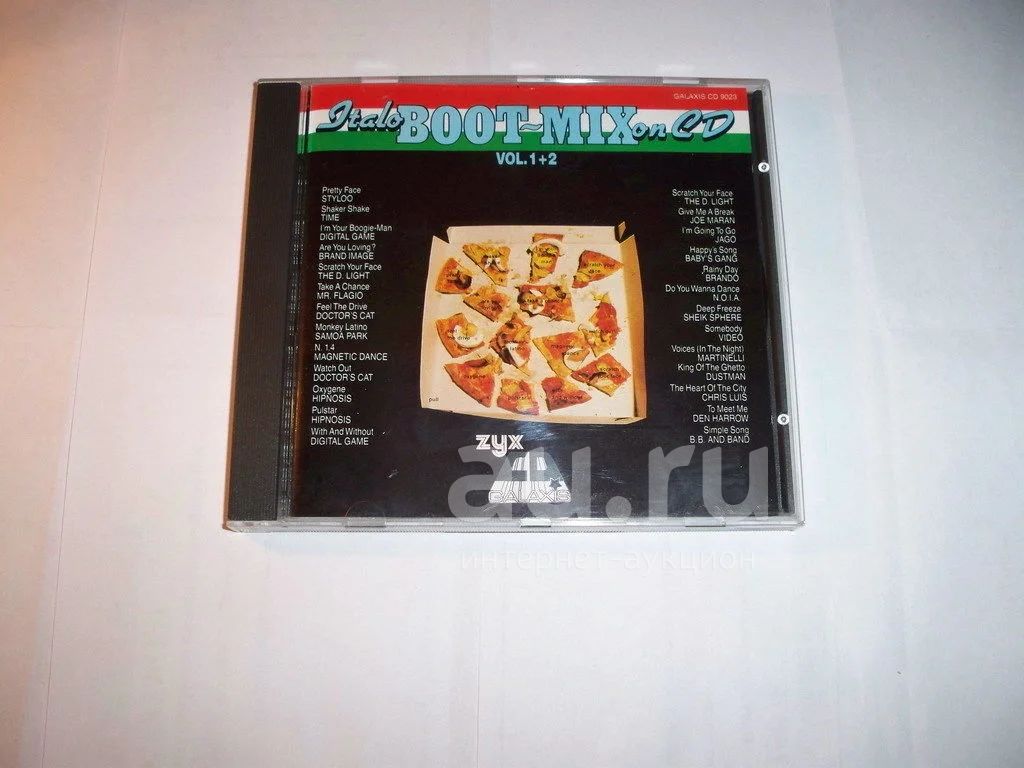 GALAXIS CD 9023
Italo BOOT~MIX on CD
VOL. 1+2
Pretty Face
STYLOO
Shaker Shake
TIME
I'm Your Boogie-Man
DIGITAL GAME
Are You Loving?
BRAND IMAGE
Scratch Your Face
THE D. LIGHT
Take A Chance
MR. FLAGIO
Feel The Drive
DOCTOR'S CAT
Monkey Latino
SAMOA PARK
N. 1.4
MAGNETIC DANCE
Watch Out
DOCTOR'S CAT
Oxygene
HIPNOSIS
Pulstar
HIPNOSIS
With And Without
DIGITAL GAME
Scratch Your Face
THE D. LIGHT
Give Me A Break
JOE MARAN
I'm Going To Go
JAGO
Happy's Song
BABY'S GANG
Rainy Day
BRANDO
Do You Wanna Dance
N.O.I.A.
Deep Freeze
SHEIK SPHERE
Somebody
VIDEO
Voices (In The Night)
MARTINELLI
King Of The Ghetto
DUSTMAN
The Heart Of The City
CHRIS LUIS
To Meet Me
DEN HARROW
Simple Song
B.B. AND BAND
scratch your
pull
zyx
GALAXIS
au.ru
интернет-аукцион